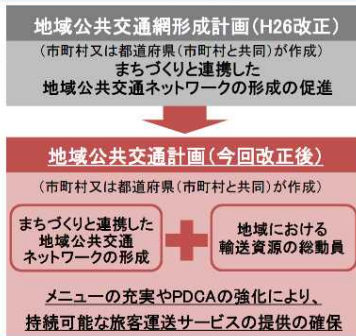 地域公共交通網形成計画(H26改正)
(市町村又は都道府県(市町村と共同)が作成)
まちづくりと連携した
地域公共交通ネットワークの形成の促進
地域公共交通計画(今回改正後)
(市町村又は都道府県(市町村と共同)が作成)
まちづくりと連携した
地域公共交通
ネットワークの形成
地域における
輸送資源の総動員
メニューの充実やPDCAの強化により、
持続可能な旅客運送サービスの提供の確保